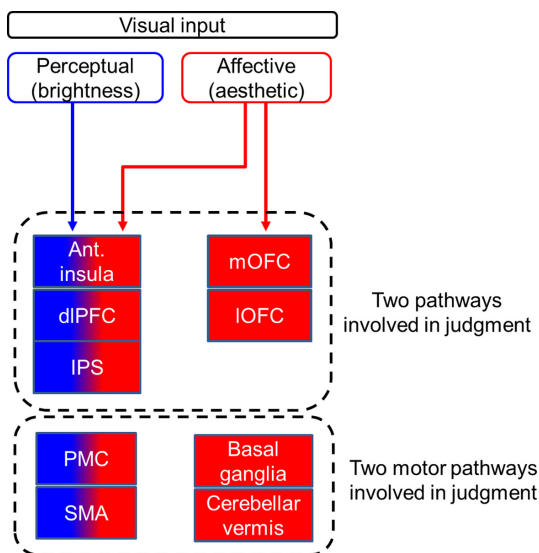 Visual input
Perceptual
(brightness)
Affective
(aesthetic)
Ant.
insula
dlPFC
IPS
mOFC
lOFC
Two pathways
involved in judgment
PMC
SMA
Basal
ganglia
Cerebellar
vermis
Two motor pathways
involved in judgment